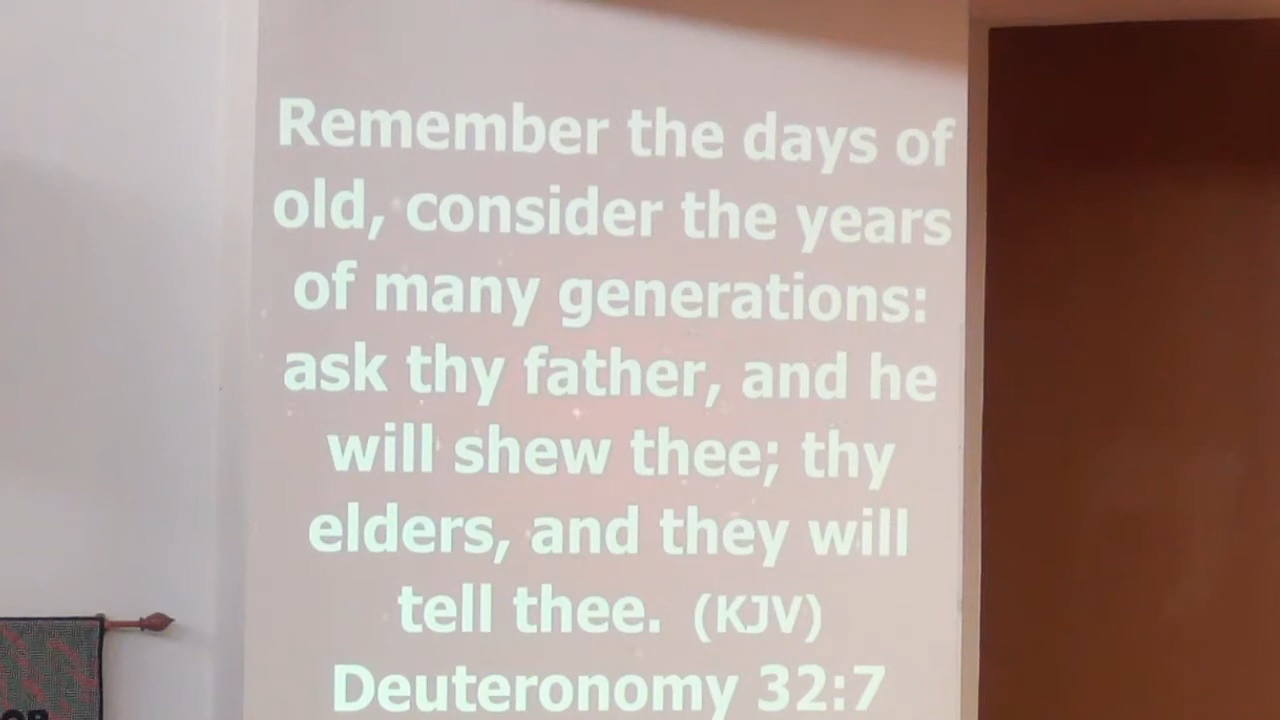 Remember the days of
old, consider the years
of many generations:
ask thy father, and he
will shew thee; thy
elders, and they will
tell thee. (KJV)
Deuteronomy 32:7